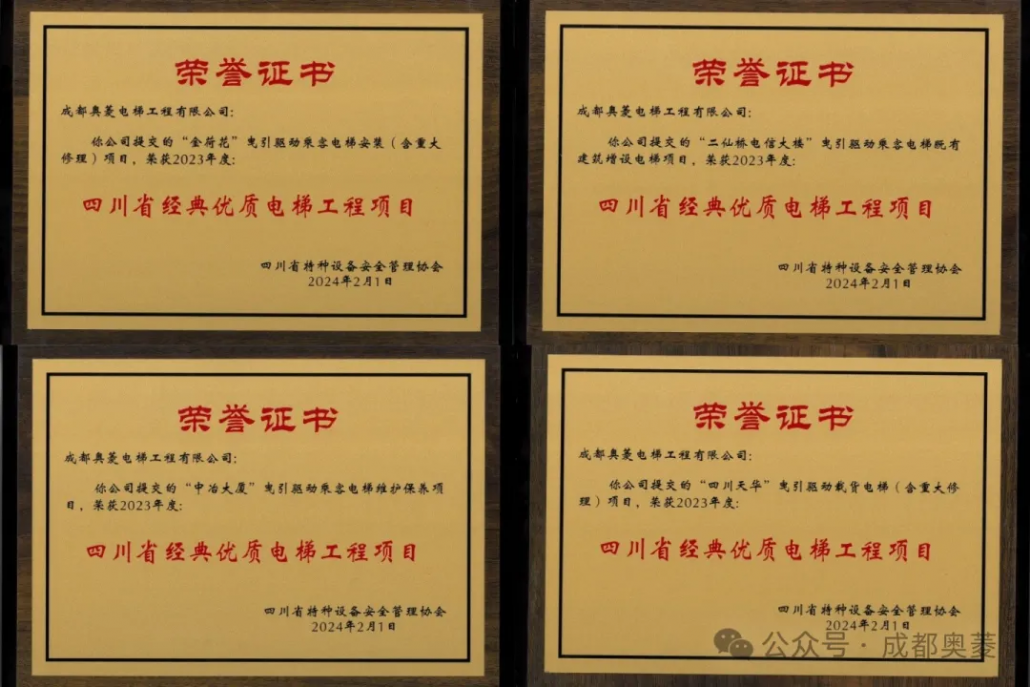 荣誉证书
成都奥菱电梯工程有限公司:
你公司提交的“金荷花”曳引驱动乘客电梯安装(含重大
修理)项目，荣获2023年度:
四川省经典优质电梯工程项目
四川省特种设备安全管理协会
2024年2月1日
荣誉证书
成都奥菱电梯工程有限公司:
你公司提交的“二仙桥电信大楼”曳引驱动乘客电梯既有
建筑增设电梯项目，荣获2023年度:
四川省经典优质电梯工程项目
四川省特种设备安全管理协会
2024年2月1日
荣誉证书
成都奥菱电梯工程有限公司:
你公司提交的“中冶大厦”曳引驱动乘客电梯维护保养项
目，荣获2023年度:
四川省经典优质电梯工程项目
四川省特种设备安全管理协会
2024年2月1日
荣誉证书
成都奥菱电梯工程有限公司:
你公司提交的“四川天华”曳引驱动载货电梯(含重大修
理)项目，荣获2023年度:
四川省经典优质电梯工程项目
四川省特种设备安全管理协会
2024年2月1日
公众号·成都奥菱